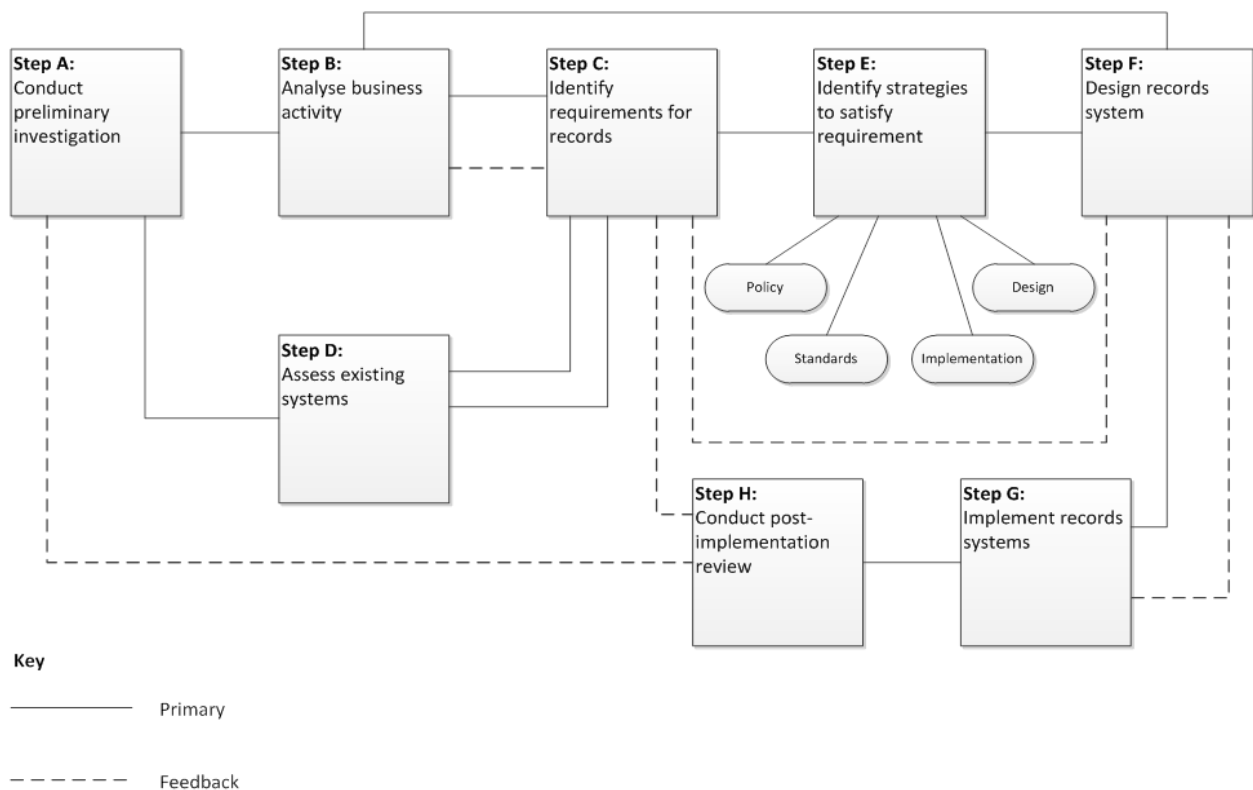 Step A:
Conduct
preliminary
investigation
Step B:
Analyse business
activity
Step C:
Identify
requirements for
records
Step E:
Identify strategies
to satisfy
requirement
Step F:
Design records
system
Policy
Design
Standards
Implementation
Step D:
Assess existing
systems
Step H:
Conduct post-
implementation
review
Step G:
Implement records
systems
Key
Primary
Feedback